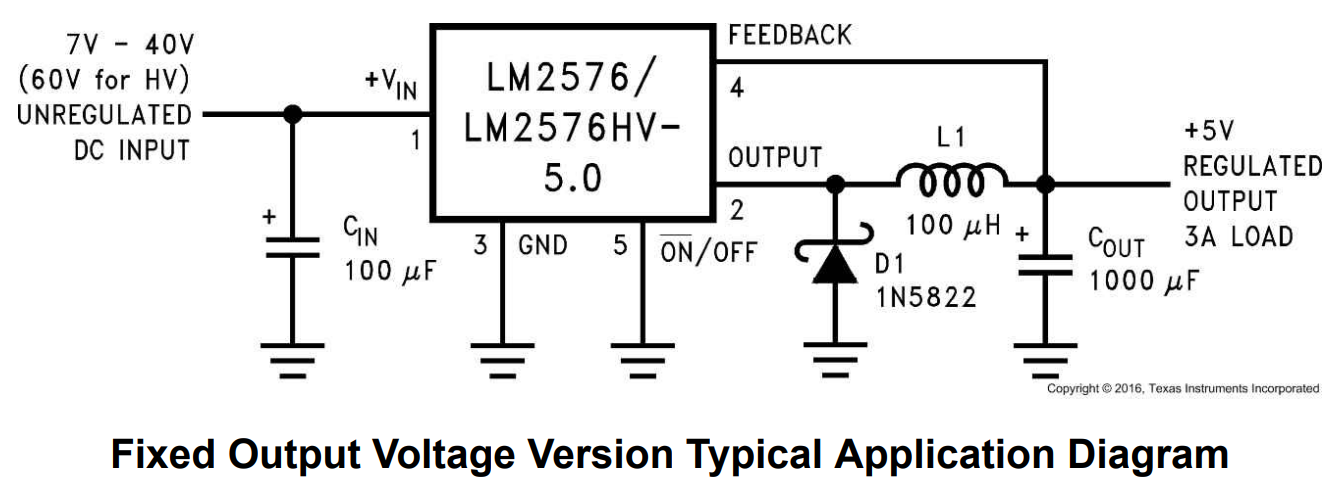 7V – 40V
(60V for HV)
UNREGULATED
DC INPUT
+VIN
1
CIN
100 μF
+
LM2576/
LM2576HV-
5.0
3
GND
5
O̅N̅/OFF
FEEDBACK
4
OUTPUT
2
L1
100 μH
D1
1N5822
+
COUT
1000 μF
+5V
REGULATED
OUTPUT
3A LOAD
Copyright © 2016, Texas Instruments Incorporated
Fixed Output Voltage Version Typical Application Diagram